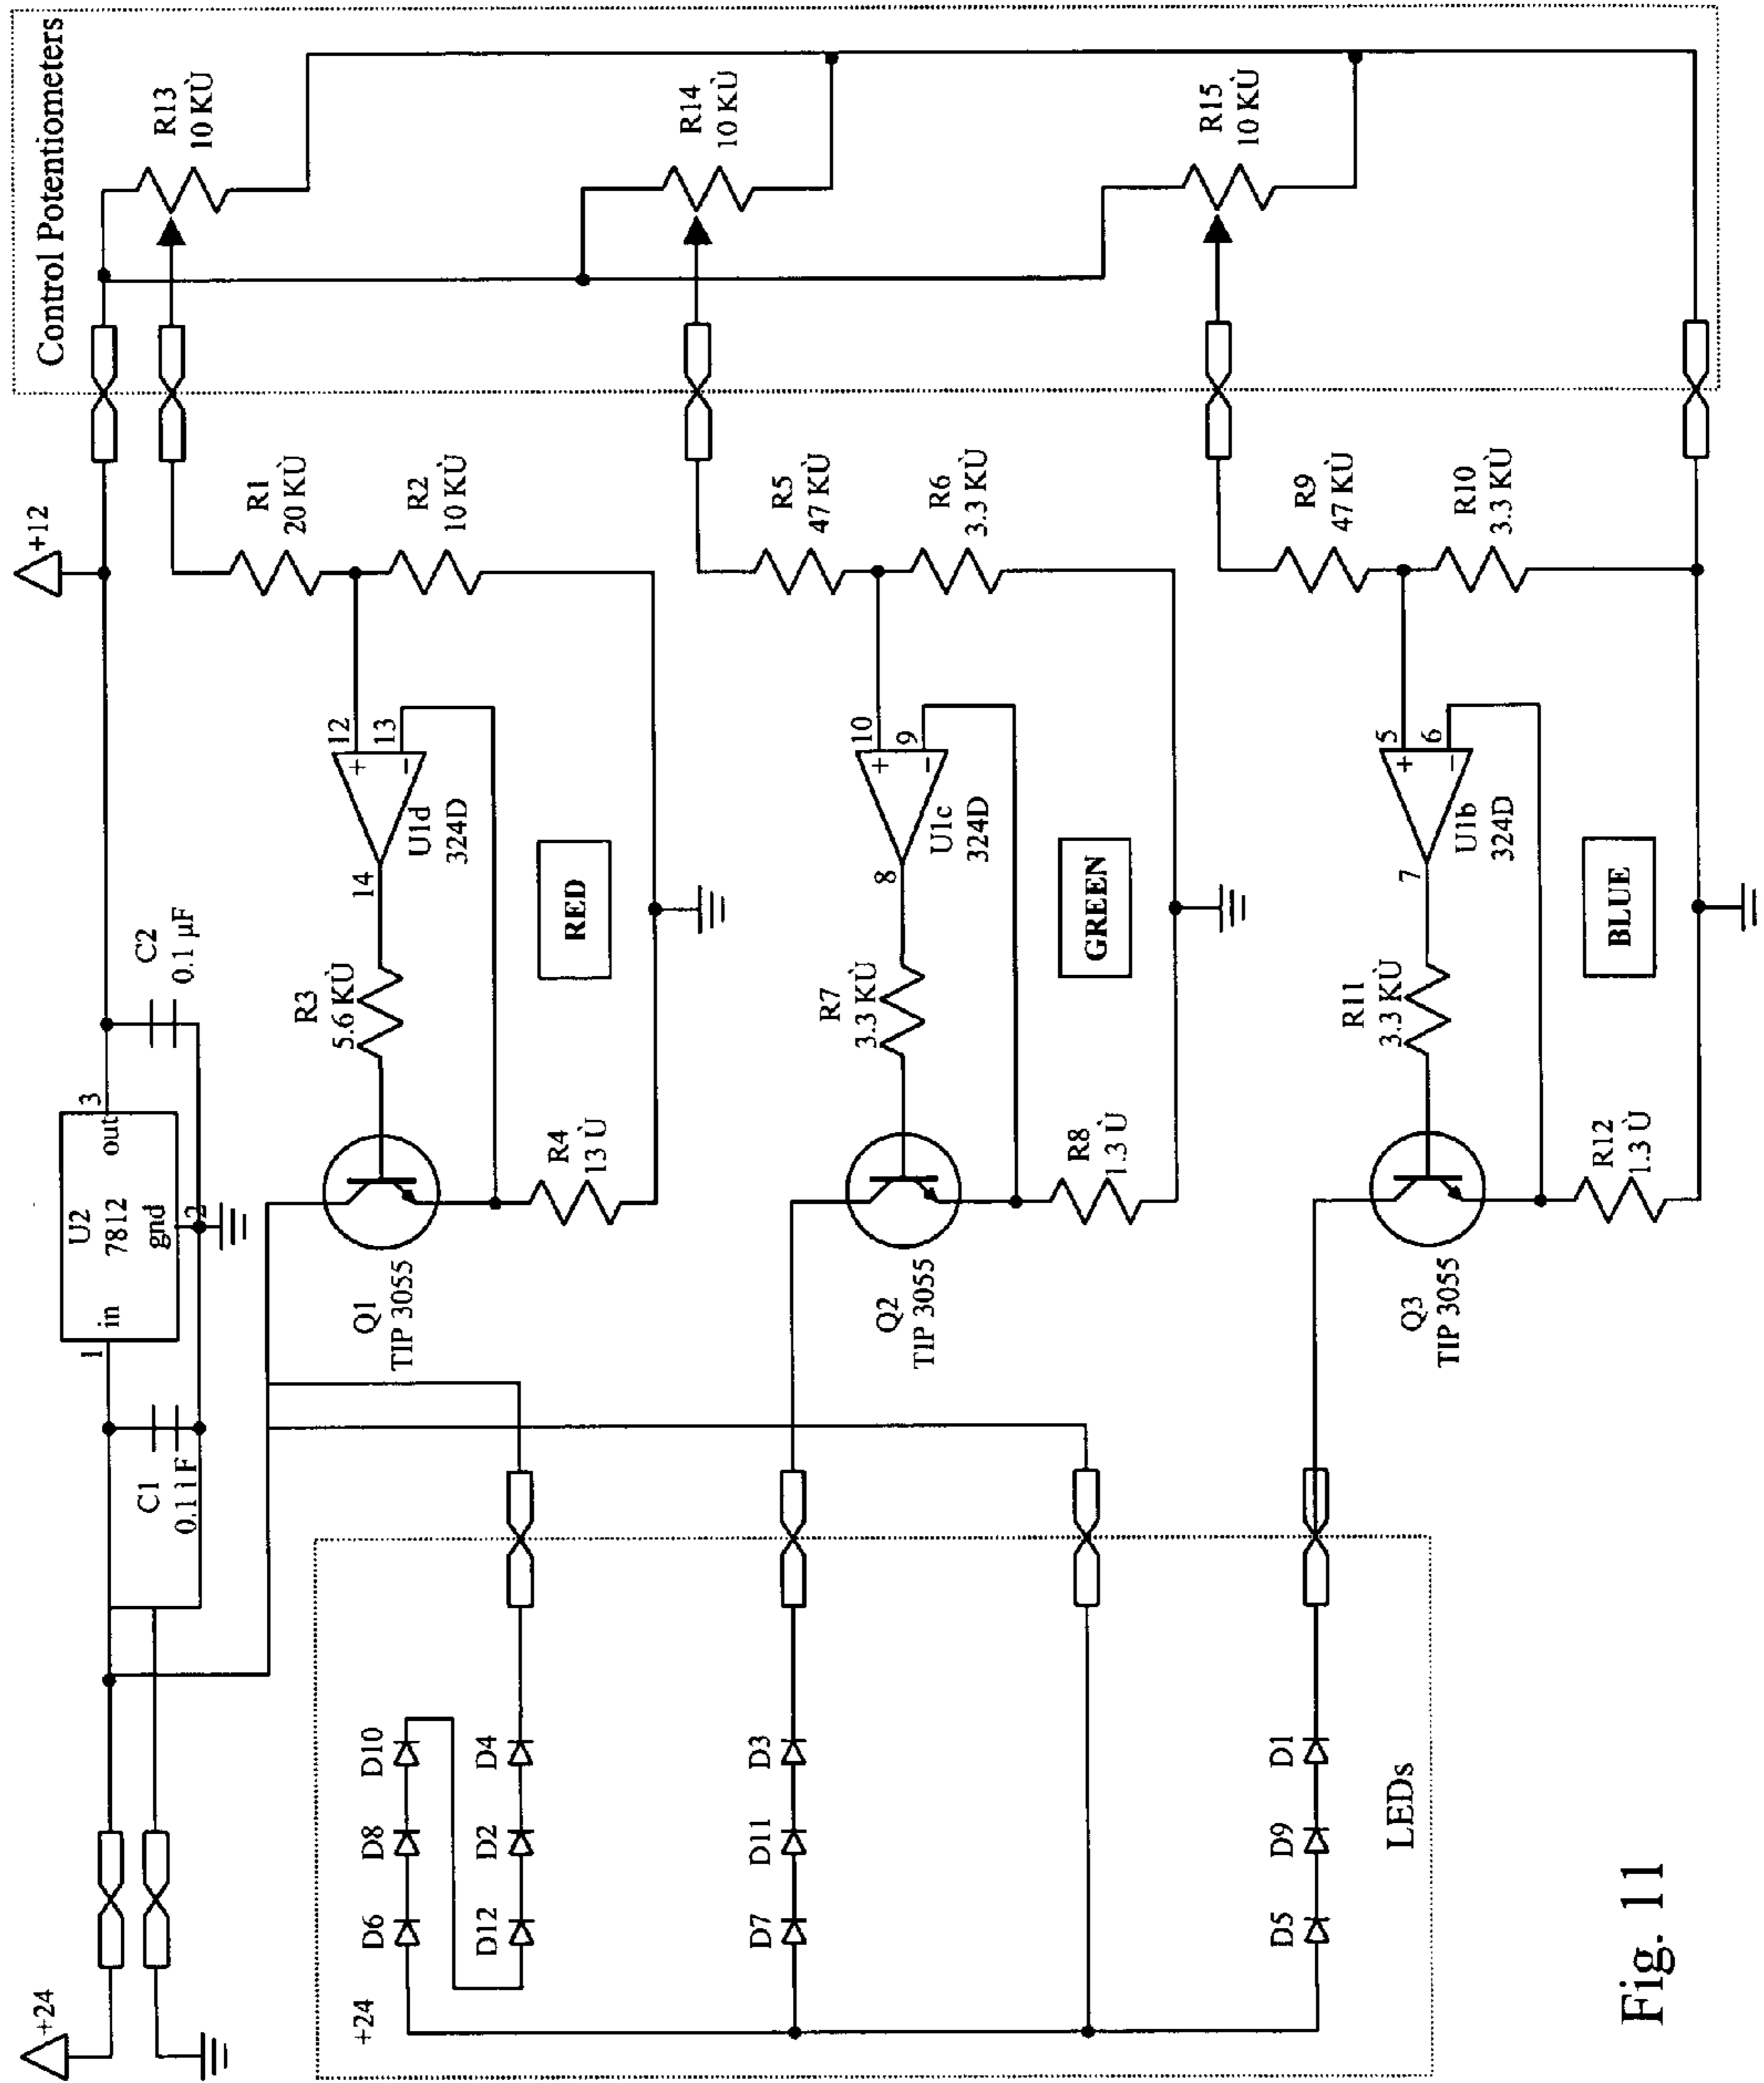 Control Potentiometers
R13
10 KÙ
R14
10 KÙ
R15
10 KÙ
+12
R1
20 KÙ
R2
10 KÙ
R5
47 KÙ
R6
3.3 KÙ
R9
47 KÙ
R10
3.3 KÙ
12
13
+
−
U1d
324D
14
10
9
+
−
U1c
324D
8
5
6
+
−
U1b
324D
7
RED
GREEN
BLUE
C2
0.1 µF
R3
5.6 KÙ
R7
3.3 KÙ
R11
3.3 KÙ
U2
7812
in
out
gnd
1
2
3
R4
13 Ù
R8
1.3 Ù
R12
1.3 Ù
Q1
TIP 3055
Q2
TIP 3055
Q3
TIP 3055
C1
0.1 ì F
D10
D4
D3
D1
D8
D2
D11
D9
D6
D12
D7
D5
+24
+24
LEDs
Fig. 11